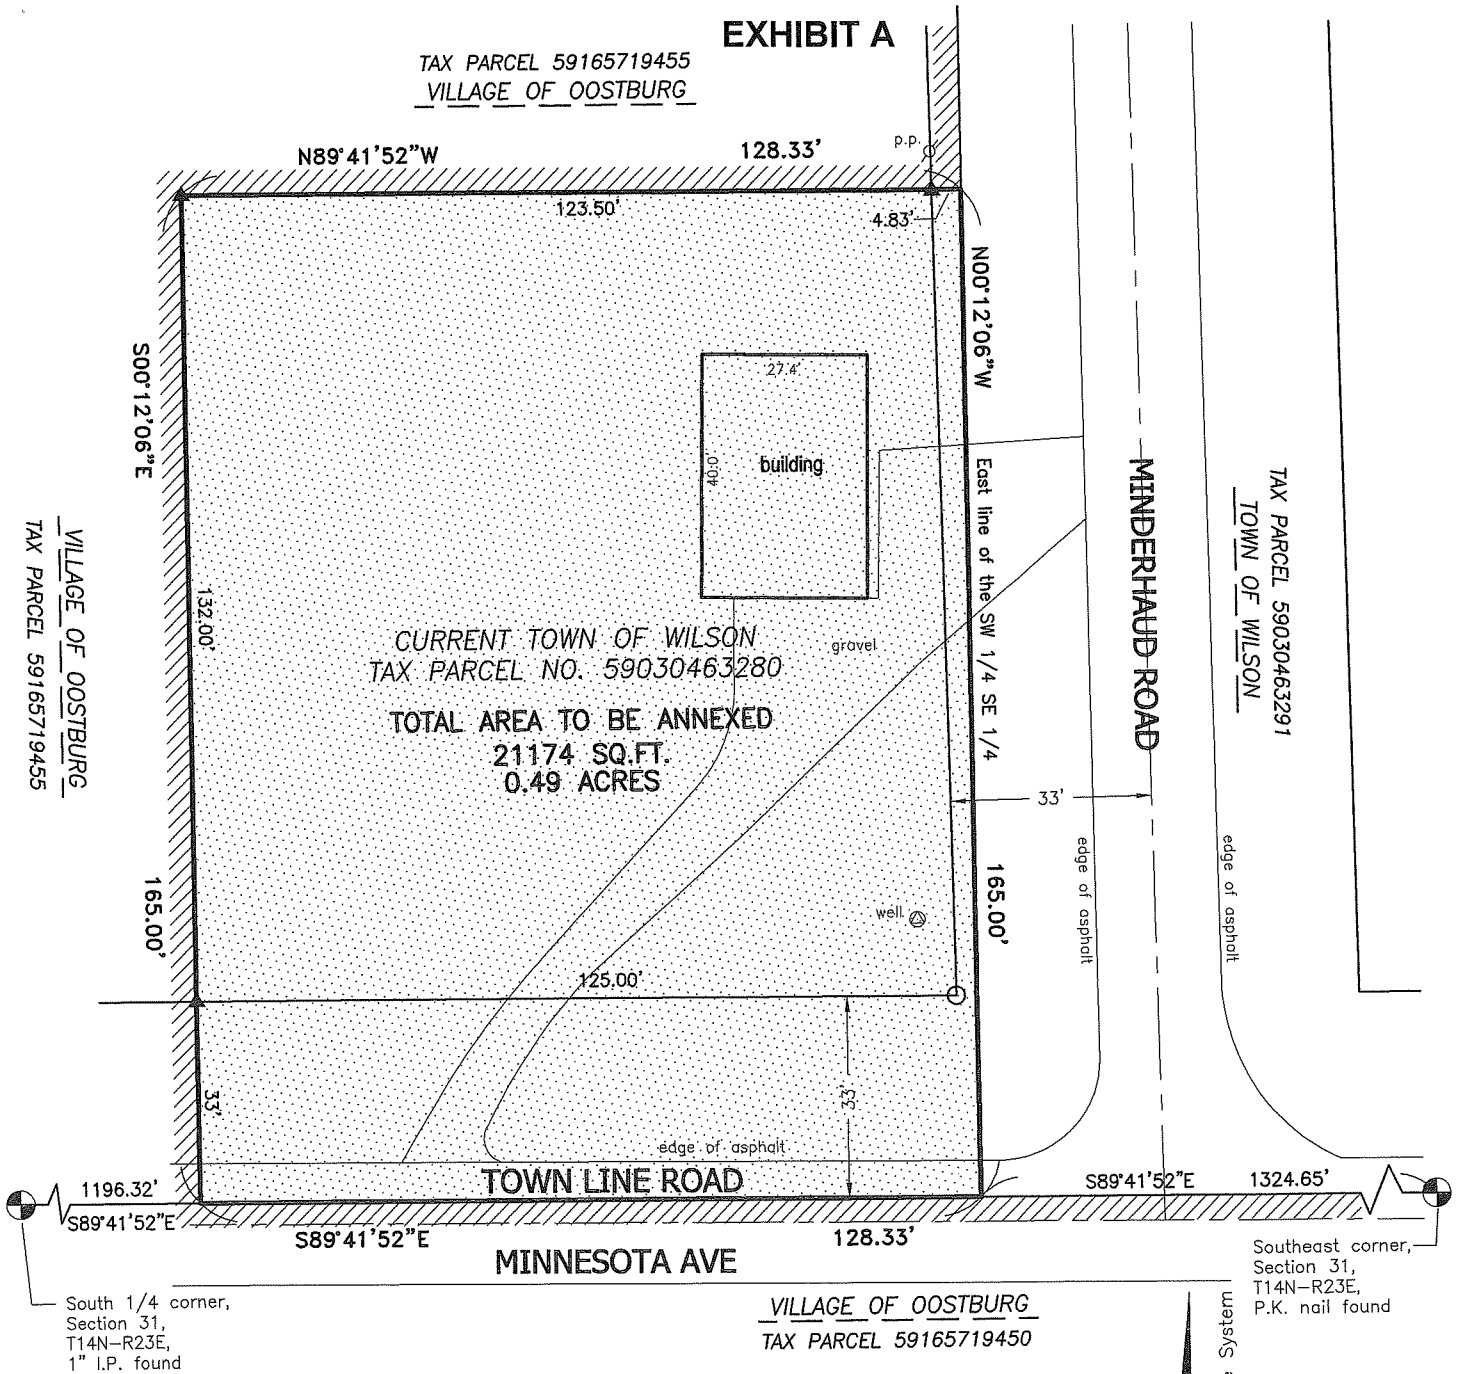 EXHIBIT A
TAX PARCEL 59165719455
VILLAGE OF OOSTBURG
N89°41'52"W
128.33'
p.p.
123.50'
4.83'
N00°12'06"W
S00°12'06"E
27.4'
40.0'
building
East line of the SW 1/4 SE 1/4
MINDERHAUD ROAD
TAX PARCEL 59030463291
TOWN OF WILSON
VILLAGE OF OOSTBURG
TAX PARCEL 59165719455
132.00'
CURRENT TOWN OF WILSON
TAX PARCEL NO. 59030463280
gravel
TOTAL AREA TO BE ANNEXED
21174 SQ.FT.
0.49 ACRES
33'
edge of asphalt
edge of asphalt
165.00'
165.00'
well
125.00'
33'
33'
edge of asphalt
TOWN LINE ROAD
1196.32'
S89°41'52"E
S89°41'52"E
1324.65'
S89°41'52"E
128.33'
MINNESOTA AVE
Southeast corner,
Section 31,
T14N-R23E,
P.K. nail found
South 1/4 corner,
Section 31,
T14N-R23E,
1" I.P. found
VILLAGE OF OOSTBURG
TAX PARCEL 59165719450
System